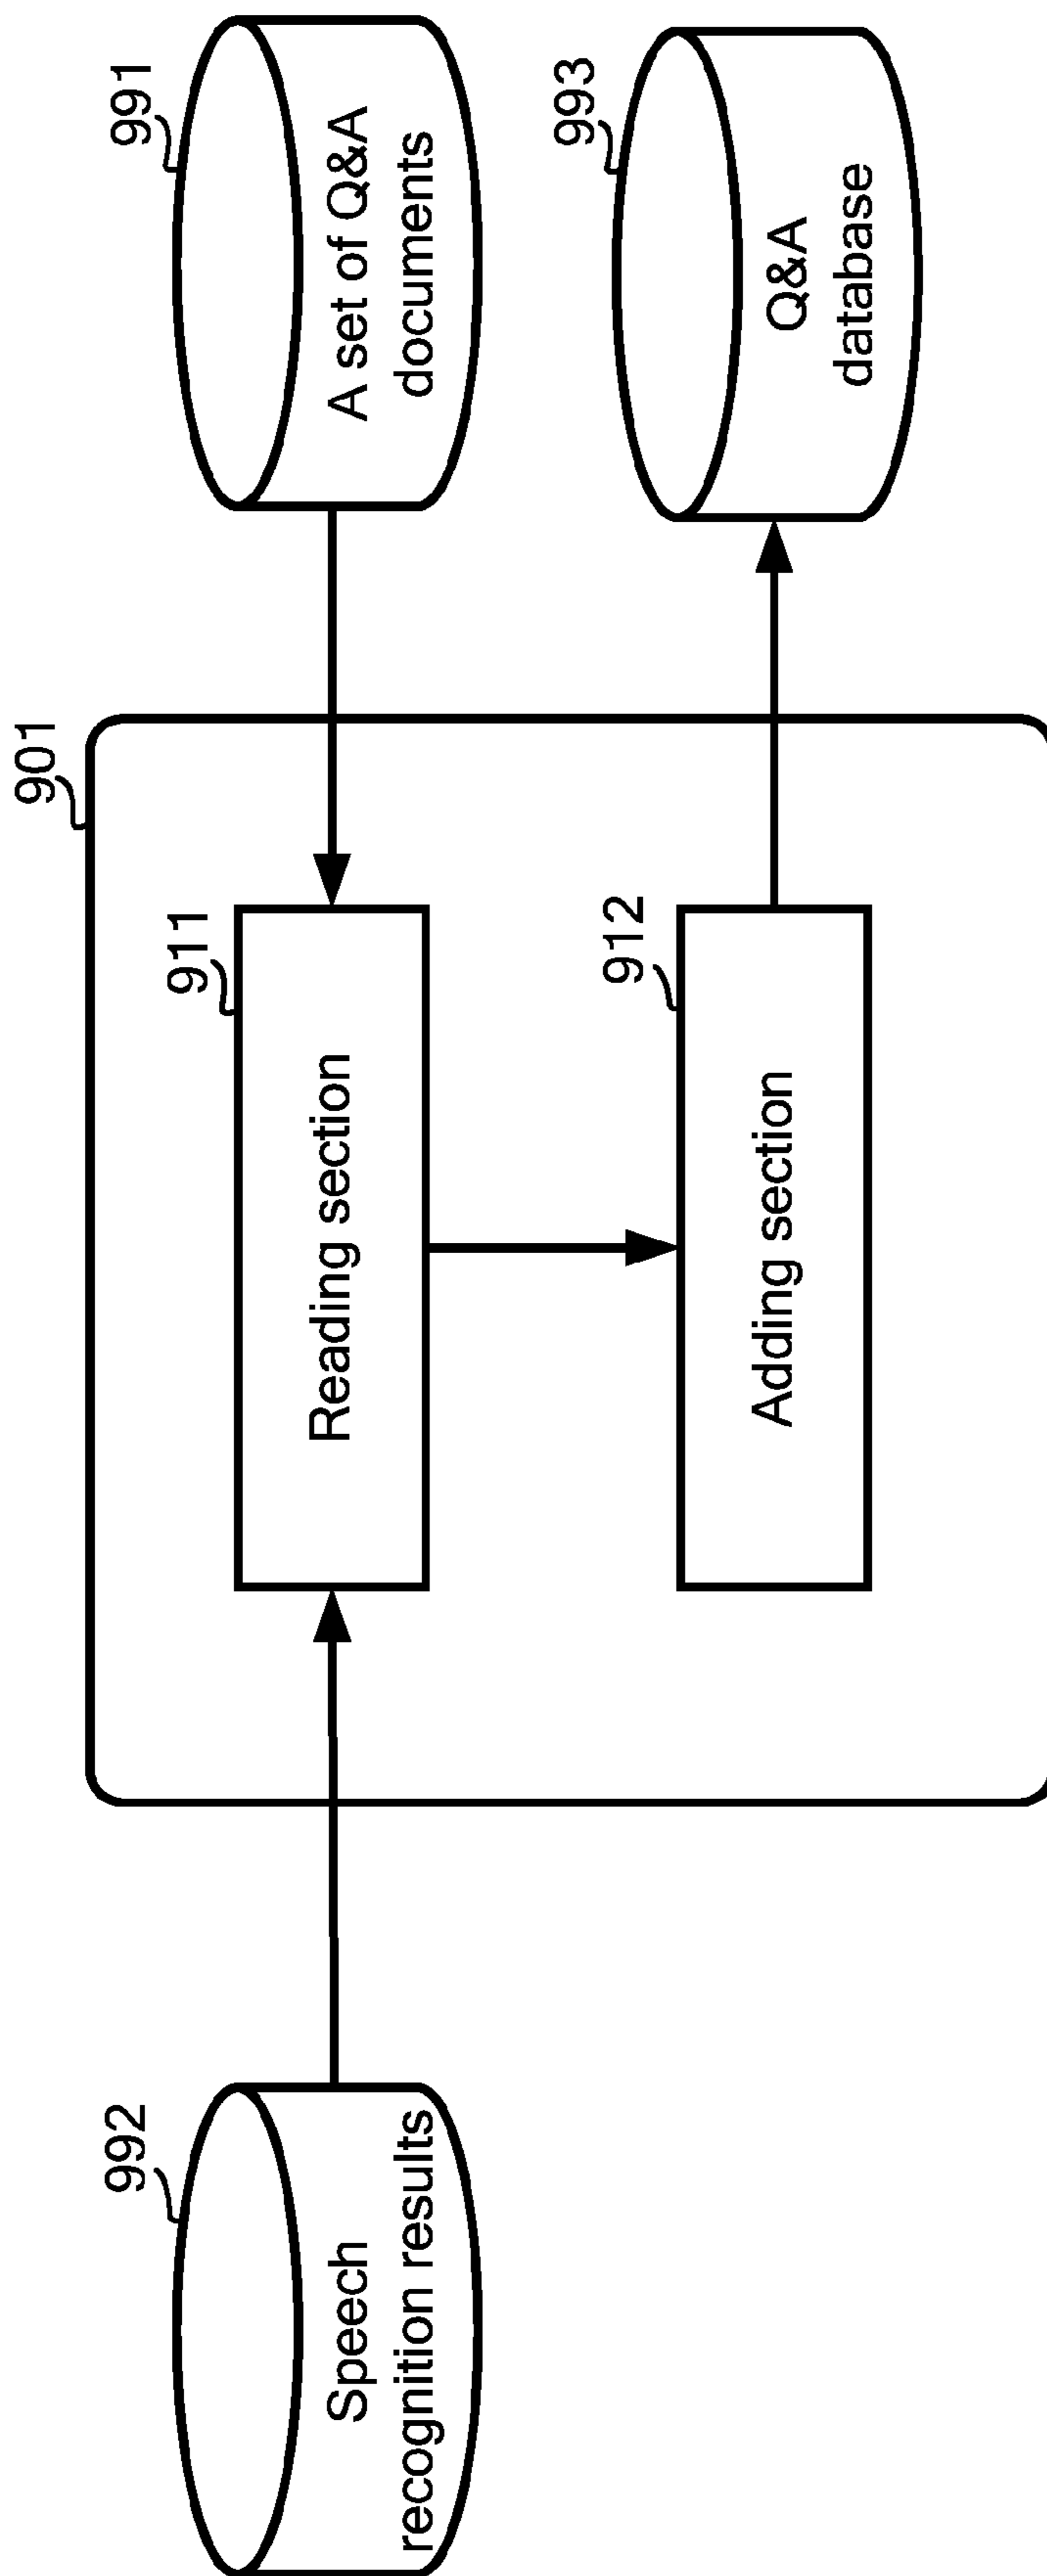 901
992
Speech
recognition results
911
Reading section
991
A set of Q&A
documents
912
Adding section
993
Q&A
database